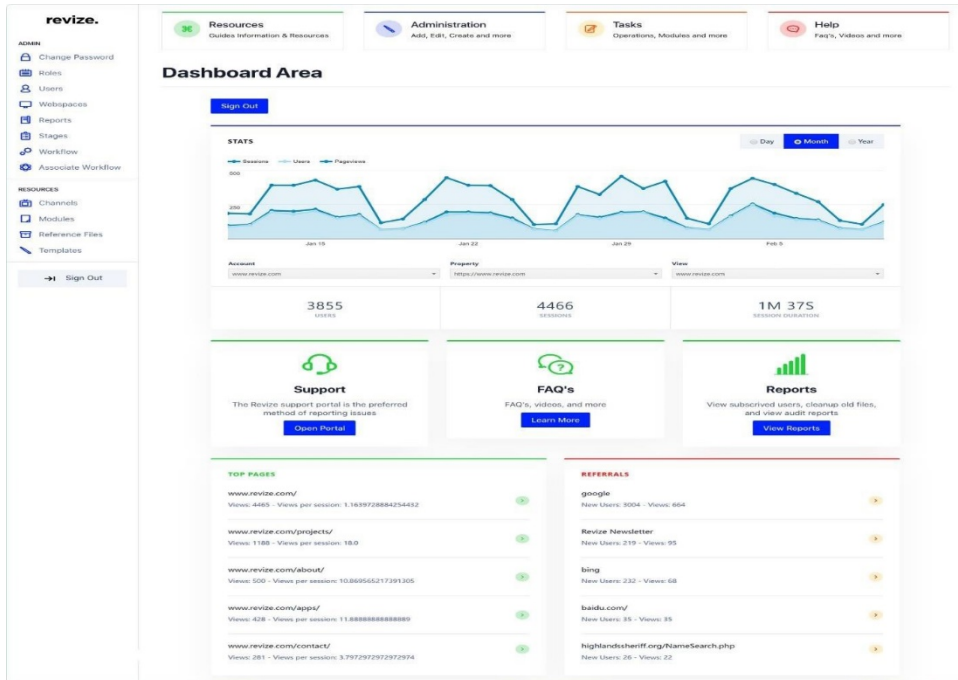 revize.
ADMIN
Change Password
Roles
Users
Webspaces
Reports
Stages
Workflow
Associate Workflow
RESOURCES
Channels
Modules
Reference Files
Templates
Sign Out
Resources
Guides Information & Resources
Administration
Add, Edit, Create and more
Tasks
Operations, Modules and more
Help
Faq's, Videos and more
Dashboard Area
Sign Out
STATS
Day Month Year
Sessions Users Pageviews
Jan 15 Jan 22 Jan 29 Feb 5
Account Property View
www.revize.com https://www.revize.com www.revize.com
3855 4466 1M 37S
USERS SESSIONS SESSION DURATION
Support
The Revize support portal is the preferred
method of reporting issues
Open Portal
FAQ's
FAQ's, videos, and more
Learn More
Reports
View subscrived users, cleanup old files,
and view audit reports
View Reports
TOP PAGES
www.revize.com/
Views: 4465 - Views per session: 1.1639728884254432
www.revize.com/projects/
Views: 1188 - Views per session: 18.0
www.revize.com/about/
Views: 500 - Views per session: 10.869565217391305
www.revize.com/apps/
Views: 428 - Views per session: 11.88888888888889
www.revize.com/contact/
Views: 281 - Views per session: 3.7972972972972974
REFERRALS
google
New Users: 3004 - Views: 664
Revize Newsletter
New Users: 219 - Views: 95
bing
New Users: 232 - Views: 68
baidu.com/
New Users: 35 - Views: 35
highlandssheriff.org/NameSearch.php
New Users: 26 - Views: 22